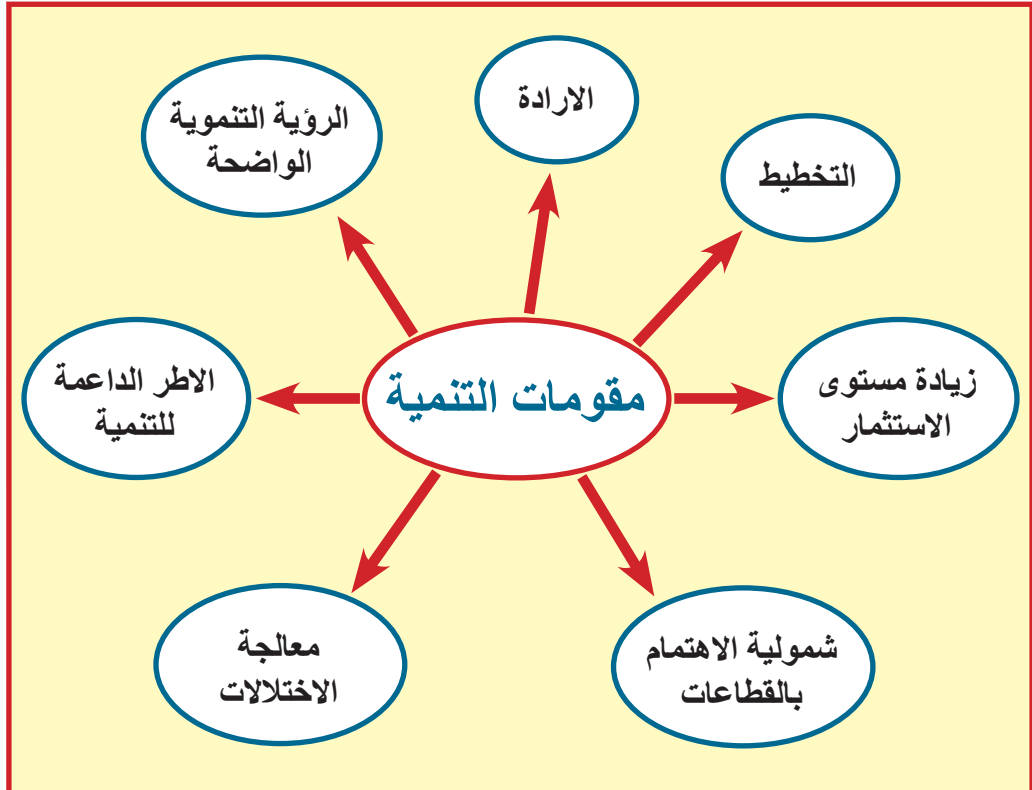 الارادة
الرؤية التنموية
الواضحة
التخطيط
مقومات التنمية
زيادة مستوى
الاستثمار
الاطر الداعمة
للتنمية
شمولية الاهتمام
بالقطاعات
معالجة
الاختلالات